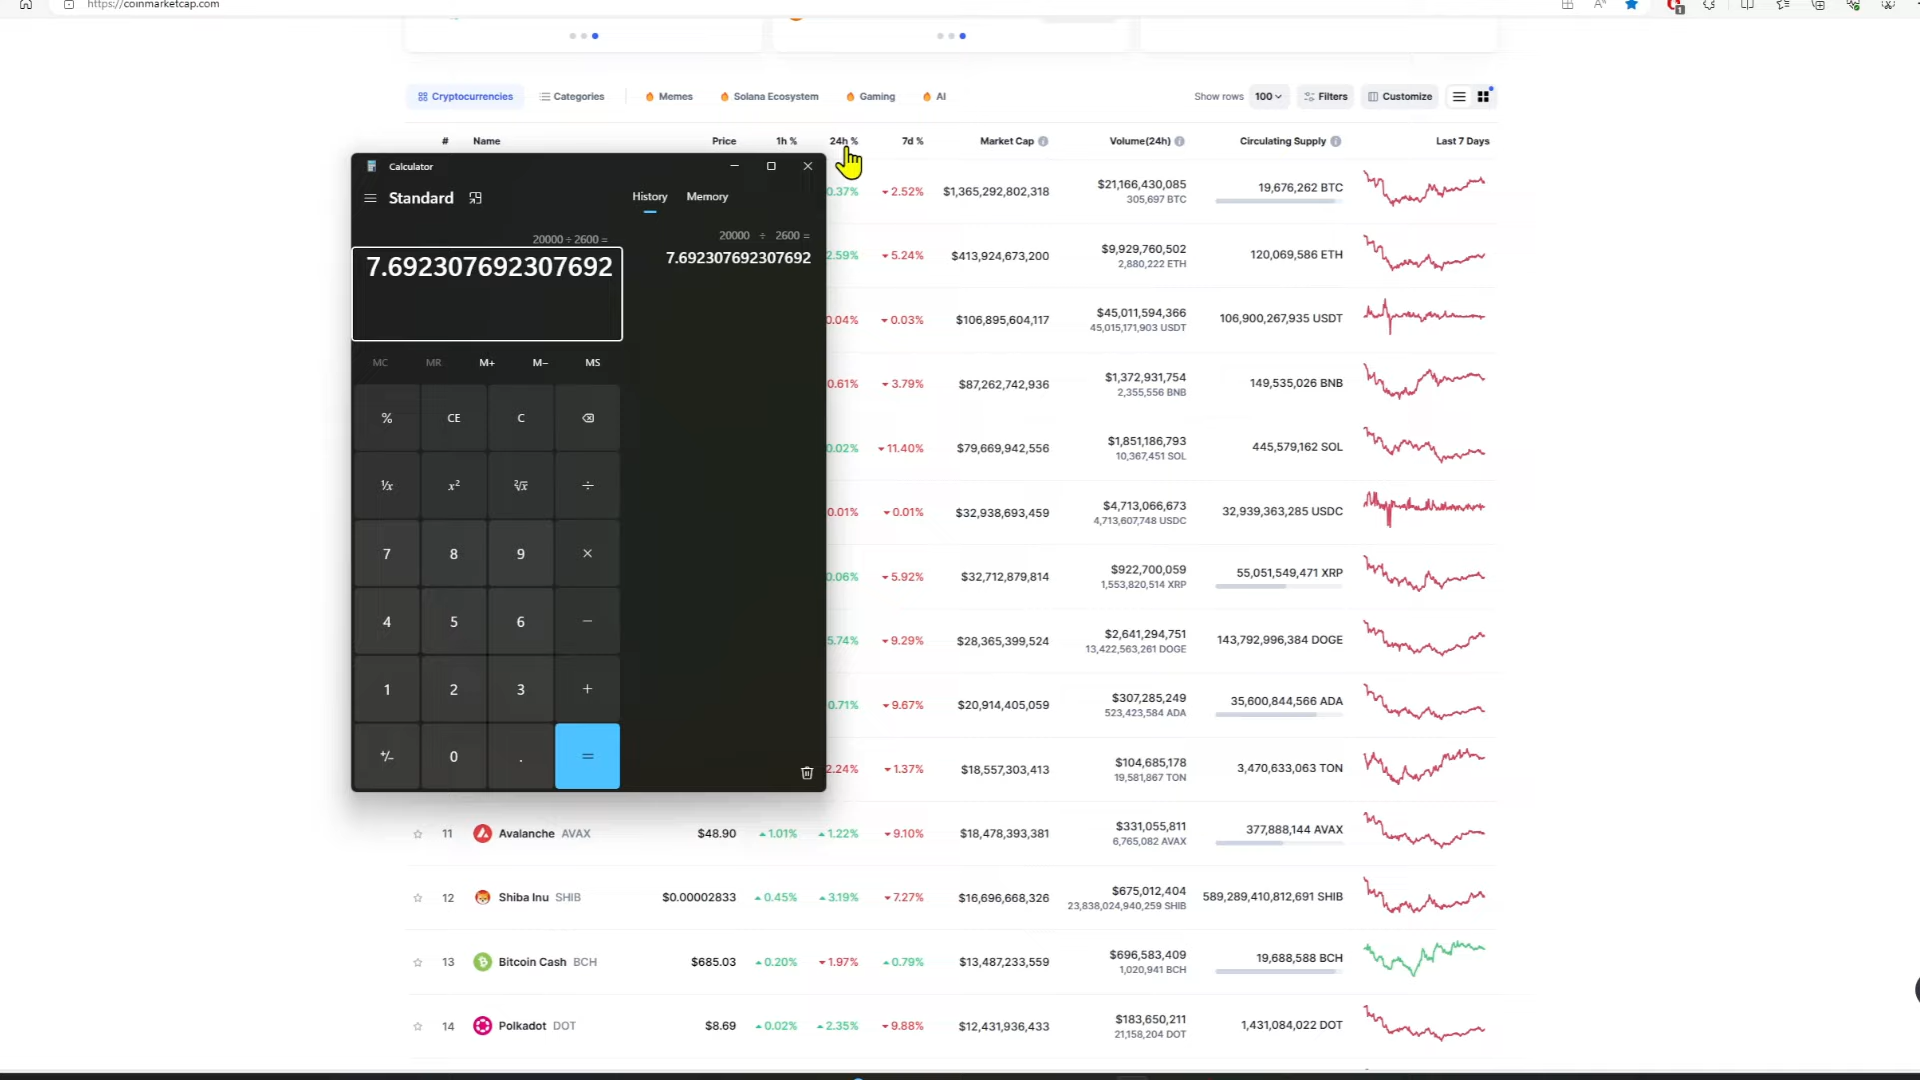 https://coinmarketcap.com
Cryptocurrencies Categories Memes Solana Ecosystem Gaming AI Show rows 100 Filters Customize
# Name Price 1h % 24h % 7d % Market Cap Volume(24h) Circulating Supply Last 7 Days
Calculator
Standard History Memory
20000 ÷ 2600 =
7.692307692307692
20000 ÷ 2600 =
7.692307692307692
MC MR M+ M− MS
% CE C
⅟x x² ²√x ÷
7 8 9 ×
4 5 6 −
1 2 3 +
+/− 0 . =
0.37% 2.52% $1,365,292,802,318 $21,166,430,085 19,676,262 BTC
305,697 BTC
2.59% 5.24% $413,924,673,200 $9,929,760,502 120,069,586 ETH
2,880,222 ETH
0.04% 0.03% $106,895,604,117 $45,011,594,366 106,900,267,935 USDT
45,015,171,903 USDT
0.61% 3.79% $87,262,742,936 $1,372,931,754 149,535,026 BNB
2,355,556 BNB
0.02% 11.40% $79,669,942,556 $1,851,186,793 445,579,162 SOL
10,367,451 SOL
0.01% 0.01% $32,938,693,459 $4,713,066,673 32,939,363,285 USDC
4,713,607,748 USDC
0.06% 5.92% $32,712,879,814 $922,700,059 55,051,549,471 XRP
1,553,820,514 XRP
5.74% 9.29% $28,365,399,524 $2,641,294,751 143,792,996,384 DOGE
13,422,563,261 DOGE
0.71% 9.67% $20,914,405,059 $307,285,249 35,600,844,566 ADA
523,423,584 ADA
2.24% 1.37% $18,557,303,413 $104,685,178 3,470,633,063 TON
19,581,867 TON
11 Avalanche AVAX $48.90 1.01% 1.22% 9.10% $18,478,393,381 $331,055,811 377,888,144 AVAX
6,765,082 AVAX
12 Shiba Inu SHIB $0.00002833 0.45% 3.19% 7.27% $16,696,668,326 $675,012,404 589,289,410,812,691 SHIB
23,838,024,940,259 SHIB
13 Bitcoin Cash BCH $685.03 0.20% 1.97% 0.79% $13,487,233,559 $696,583,409 19,688,588 BCH
1,020,941 BCH
14 Polkadot DOT $8.69 0.02% 2.35% 9.88% $12,431,936,433 $183,650,211 1,431,084,022 DOT
21,158,204 DOT